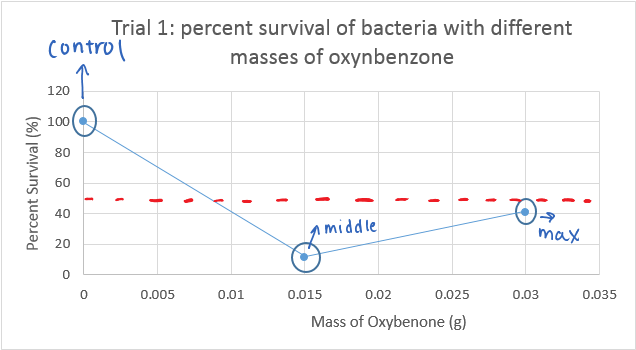 Trial 1: percent survival of bacteria with different
masses of oxynbenzone
control
120
100
80
60
40
20
0
Percent Survival (%)
middle
max
0 0.005 0.01 0.015 0.02 0.025 0.03 0.035
Mass of Oxybenone (g)